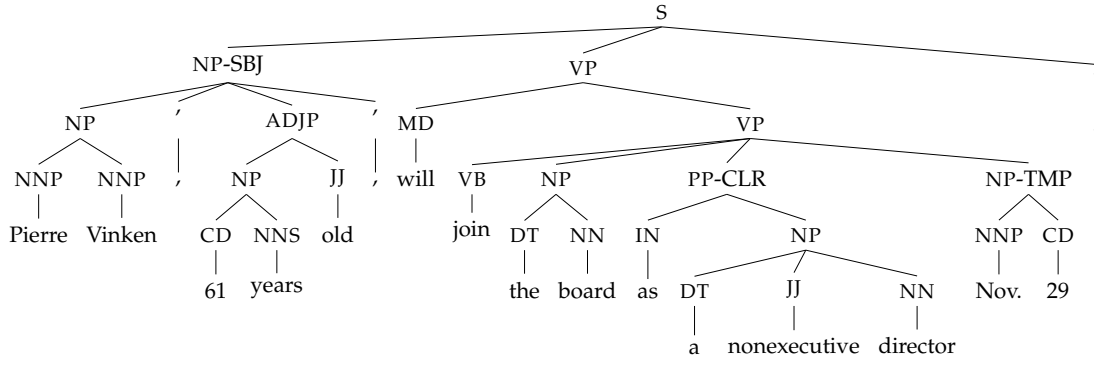 S
NP-SBJ VP
NP , ADJP , MD VP
NNP NNP , NP JJ , will VB NP PP-CLR NP-TMP
Pierre Vinken CD NNS old join DT NN IN NP NNP CD
61 years the board as DT JJ NN Nov. 29
a nonexecutive director